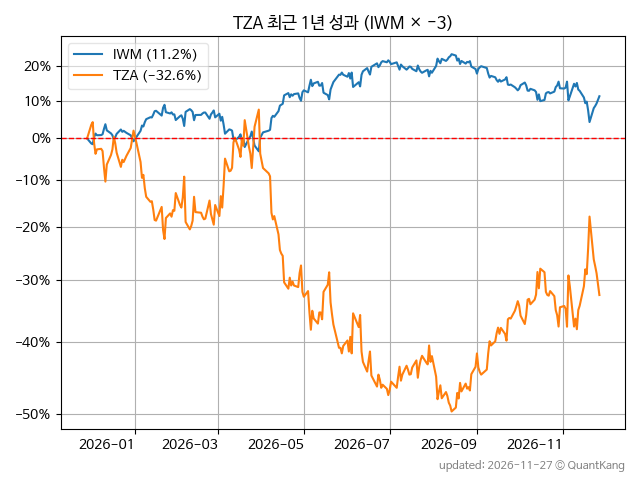 TZA 최근 1년 성과 (IWM × −3)
IWM (11.2%)
TZA (−32.6%)
20%
10%
0%
−10%
−20%
−30%
−40%
−50%
2026-01 2026-03 2026-05 2026-07 2026-09 2026-11
updated: 2026-11-27 © QuantKang